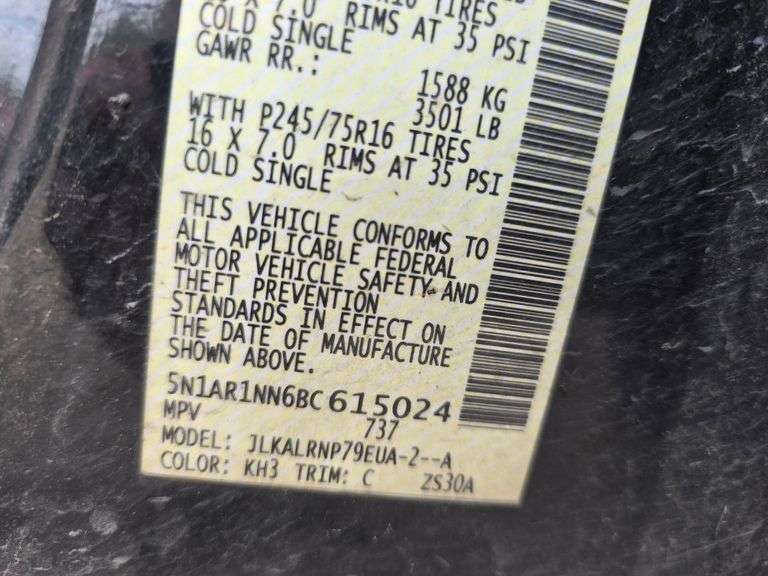 X 7.0 RIMS AT 35 PSI
COLD SINGLE
GAWR RR.:
1588 KG
3501 LB
WITH P245/75R16 TIRES
16 X 7.0 RIMS AT 35 PSI
COLD SINGLE
THIS VEHICLE CONFORMS TO
ALL APPLICABLE FEDERAL
MOTOR VEHICLE SAFETY AND
THEFT PREVENTION
STANDARDS IN EFFECT ON
THE DATE OF MANUFACTURE
SHOWN ABOVE.
5N1AR1NN6BC615024
MPV 737
MODEL: JLKALRNP79EUA-2--A
COLOR: KH3 TRIM: C ZS30A